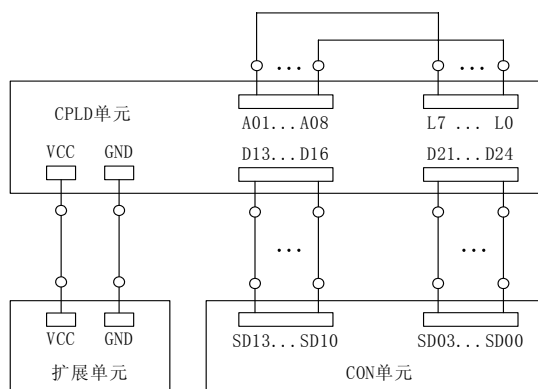 A01...A08 L7 ... L0
CPLD单元
VCC GND D13...D16 D21...D24
VCC GND SD13...SD10 SD03...SD00
扩展单元 CON单元